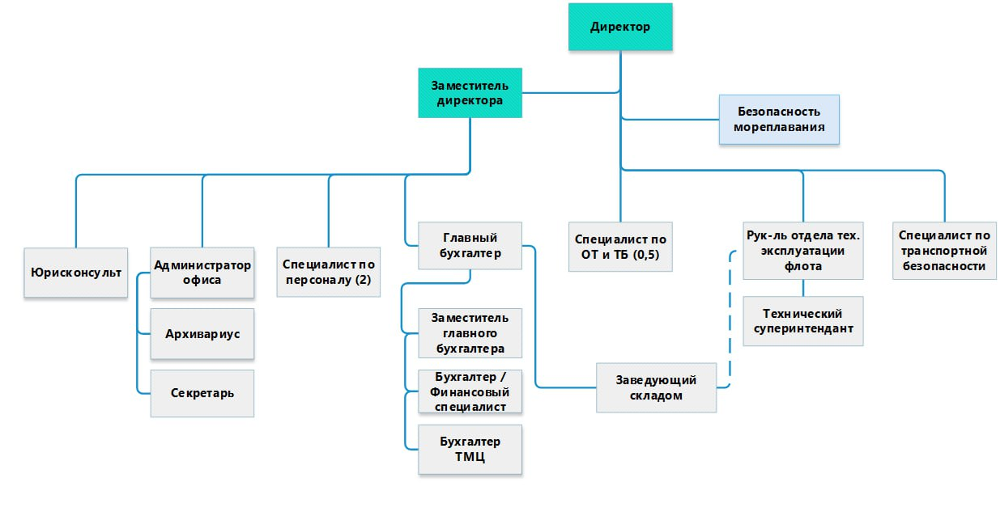 Директор
Заместитель
директора
Безопасность
мореплавания
Юрисконсульт
Администратор
офиса
Специалист по
персоналу (2)
Главный
бухгалтер
Специалист по
ОТ и ТБ (0,5)
Рук-ль отдела тех.
эксплуатации
флота
Специалист по
транспортной
безопасности
Архивариус
Заместитель
главного
бухгалтера
Технический
суперинтендант
Секретарь
Бухгалтер /
Финансовый
специалист
Заведующий
складом
Бухгалтер
ТМЦ